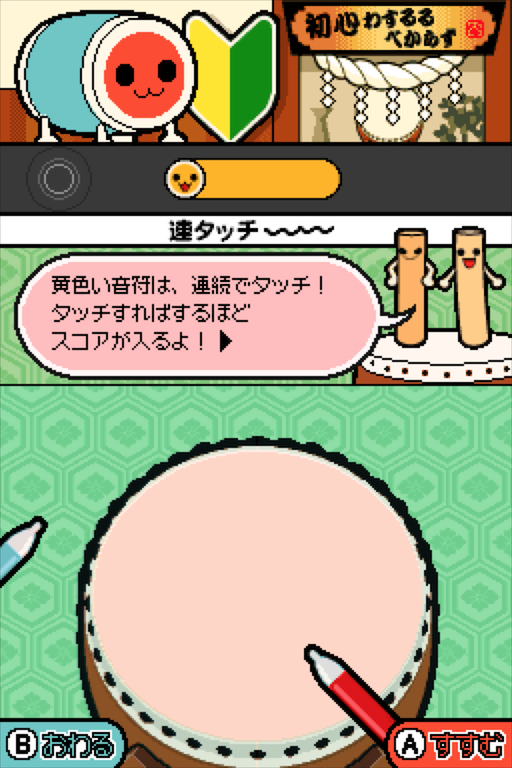 初心わするる
べからず
連タッチ〜〜〜
黄色い音符は、連続でタッチ！
タッチすればするほど
スコアが入るよ！▶
Bおわる
Aすすむ